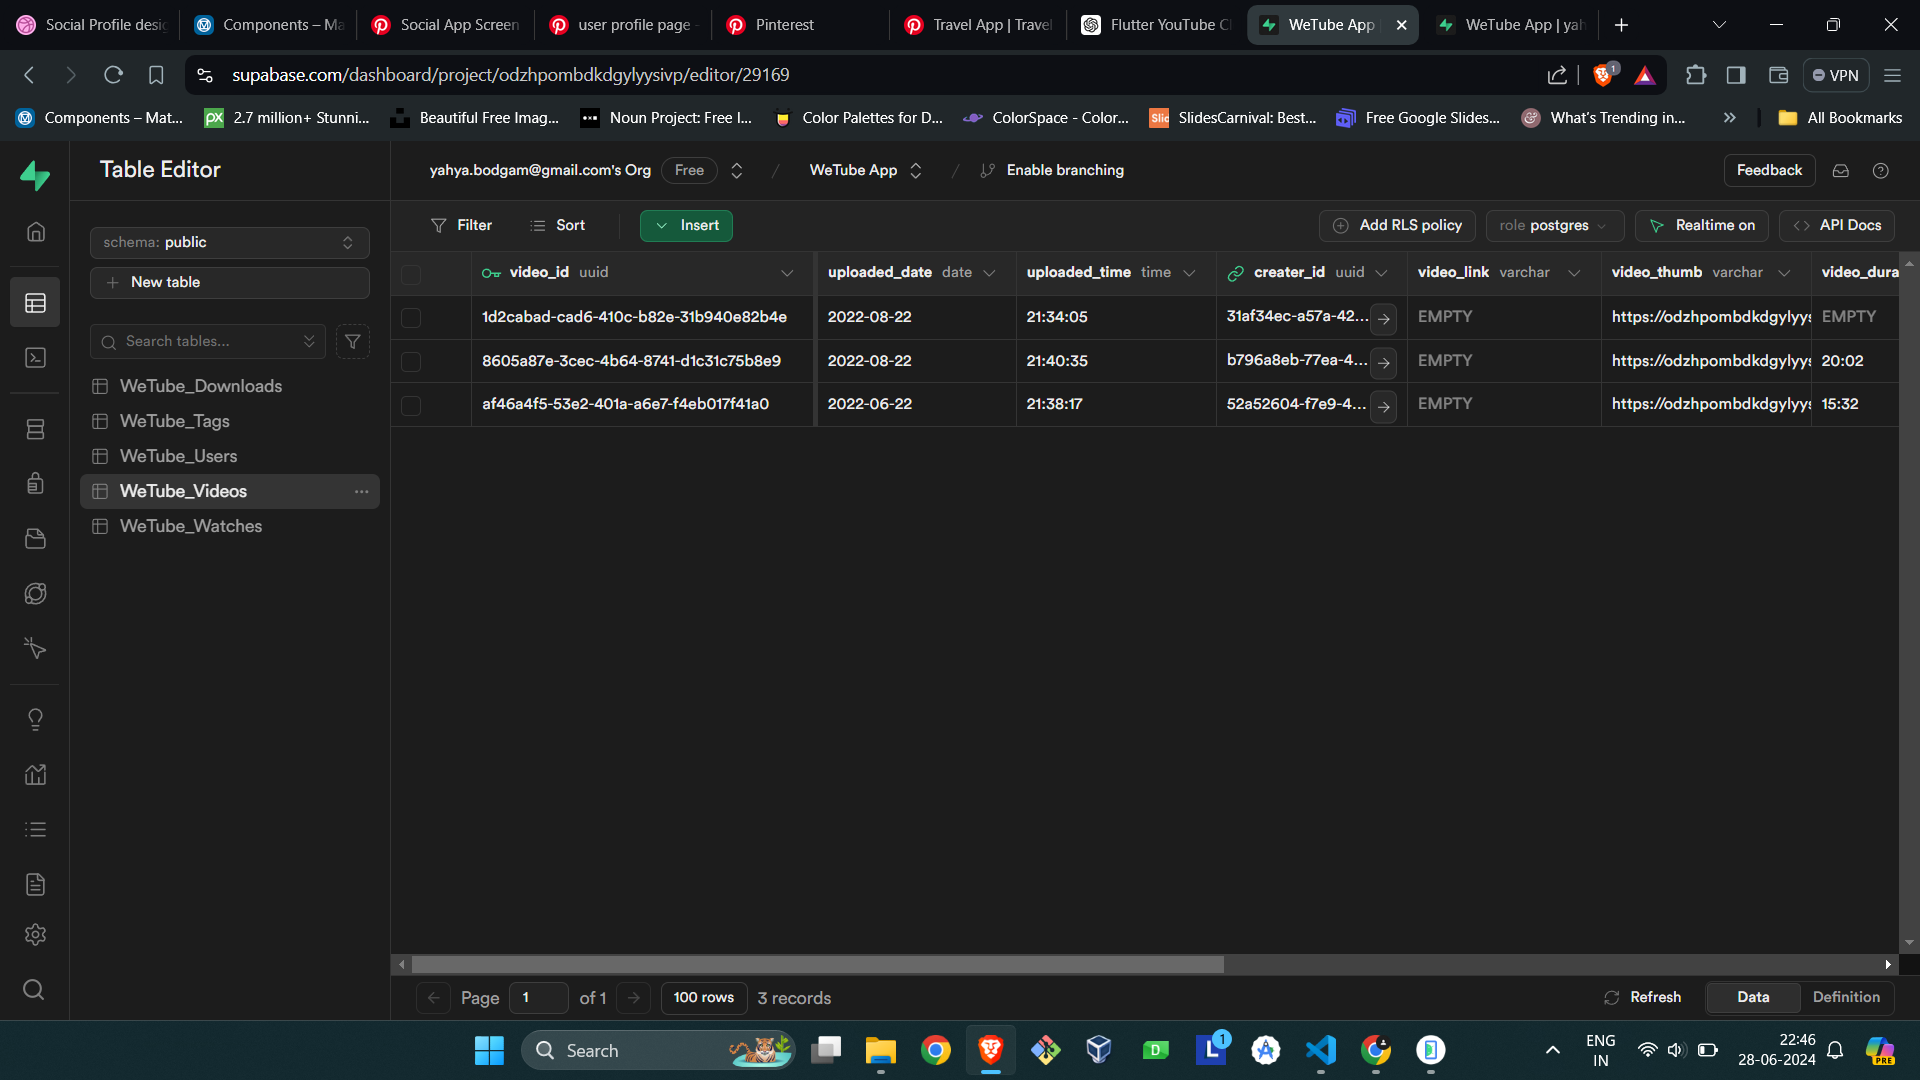 Social Profile desig
Components – Ma
Social App Screen
user profile page -
Pinterest
Travel App | Travel
Flutter YouTube Cl
WeTube App |
WeTube App | yah
supabase.com/dashboard/project/odzhpombdkdgylyysivp/editor/29169
1
VPN
Components – Mat...
2.7 million+ Stunni...
Beautiful Free Imag...
Noun Project: Free I...
Color Palettes for D...
ColorSpace - Color...
SlidesCarnival: Best...
Free Google Slides...
What's Trending in...
All Bookmarks
Table Editor
yahya.bodgam@gmail.com's Org Free / WeTube App / Enable branching
Feedback
Filter Sort Insert
Add RLS policy role postgres Realtime on <> API Docs
schema: public
New table
Search tables...
WeTube_Downloads
WeTube_Tags
WeTube_Users
WeTube_Videos
WeTube_Watches
video_id uuid uploaded_date date uploaded_time time creater_id uuid video_link varchar video_thumb varchar video_dura
1d2cabad-cad6-410c-b82e-31b940e82b4e 2022-08-22 21:34:05 31af34ec-a57a-42... EMPTY https://odzhpombdkdgylyys EMPTY
8605a87e-3cec-4b64-8741-d1c31c75b8e9 2022-08-22 21:40:35 b796a8eb-77ea-4... EMPTY https://odzhpombdkdgylyys 20:02
af46a4f5-53e2-401a-a6e7-f4eb017f41a0 2022-06-22 21:38:17 52a52604-f7e9-4... EMPTY https://odzhpombdkdgylyys 15:32
Page 1 of 1 100 rows 3 records
Refresh Data Definition
Search
D
L 1
ENG
IN
22:46
28-06-2024
PRE